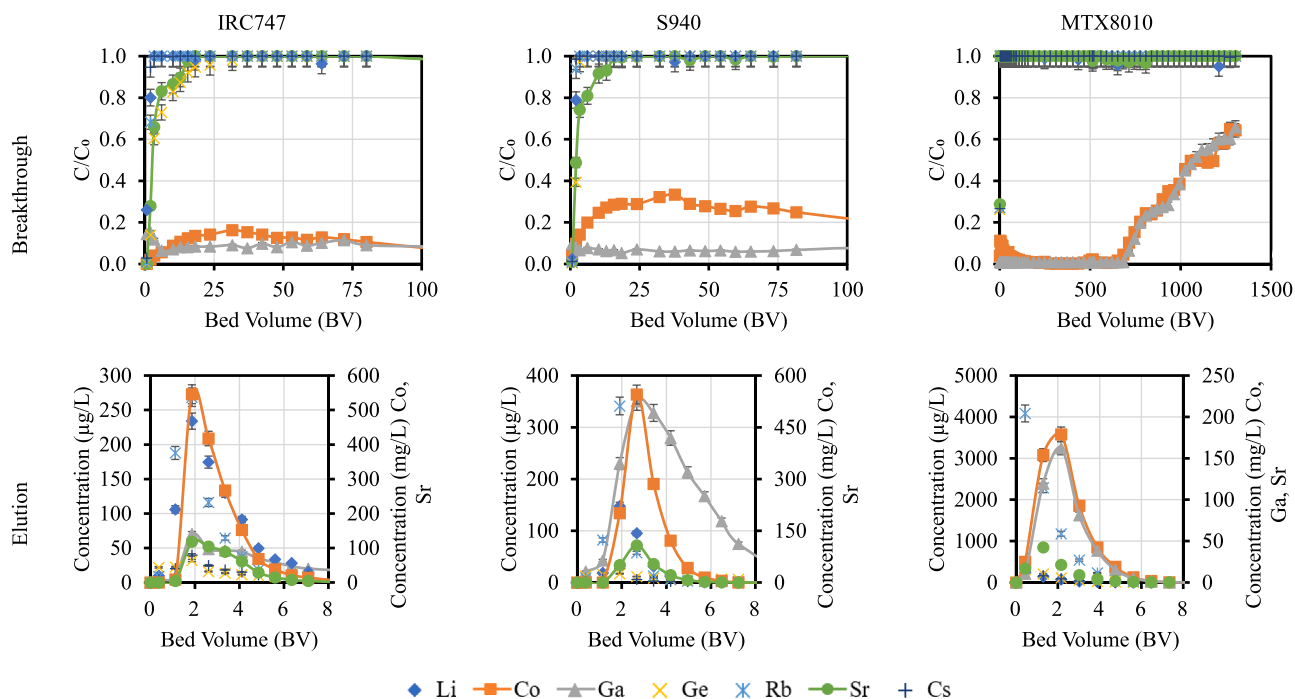 IRC747
S940
MTX8010
Breakthrough
C/C₀
1.0
0.8
0.6
0.4
0.2
0.0
0 25 50 75 100
Bed Volume (BV)
C/C₀
1.0
0.8
0.6
0.4
0.2
0.0
0 25 50 75 100
Bed Volume (BV)
C/C₀
1.0
0.8
0.6
0.4
0.2
0.0
0 500 1000 1500
Bed Volume (BV)
Elution
Concentration (µg/L)
300
250
200
150
100
50
0
600
500
400
300
200
100
0
Concentration (mg/L) Co,
Sr
0 2 4 6 8
Bed Volume (BV)
Concentration (µg/L)
400
300
200
100
0
600
450
300
150
0
Concentration (mg/L) Co,
Sr
0 2 4 6 8
Bed Volume (BV)
Concentration (µg/L)
5000
4000
3000
2000
1000
0
250
200
150
100
50
0
Concentration (mg/L) Co,
Ga, Sr
0 2 4 6 8
Bed Volume (BV)
Li Co Ga Ge Rb Sr Cs